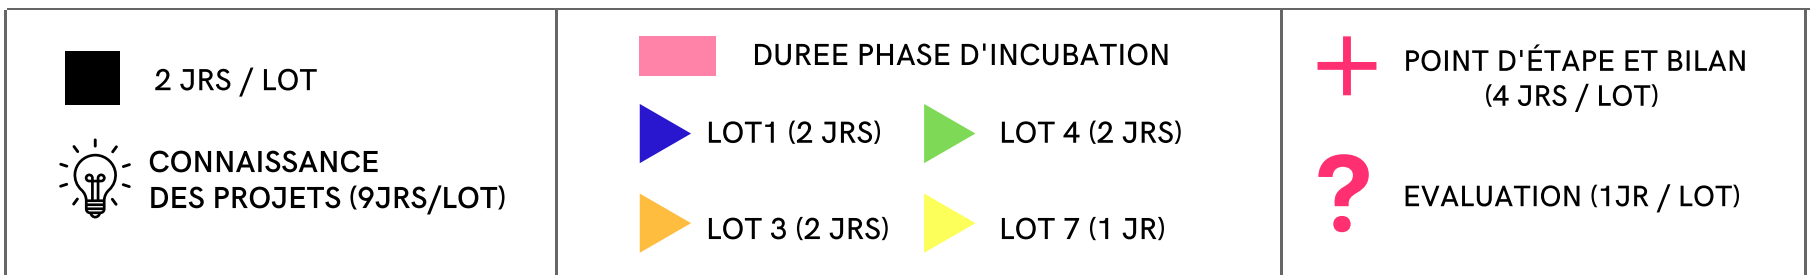 2 JRS / LOT
CONNAISSANCE
DES PROJETS (9JRS/LOT)
DUREE PHASE D'INCUBATION
LOT1 (2 JRS)
LOT 4 (2 JRS)
LOT 3 (2 JRS)
LOT 7 (1 JR)
POINT D'ÉTAPE ET BILAN
(4 JRS / LOT)
?
EVALUATION (1JR / LOT)